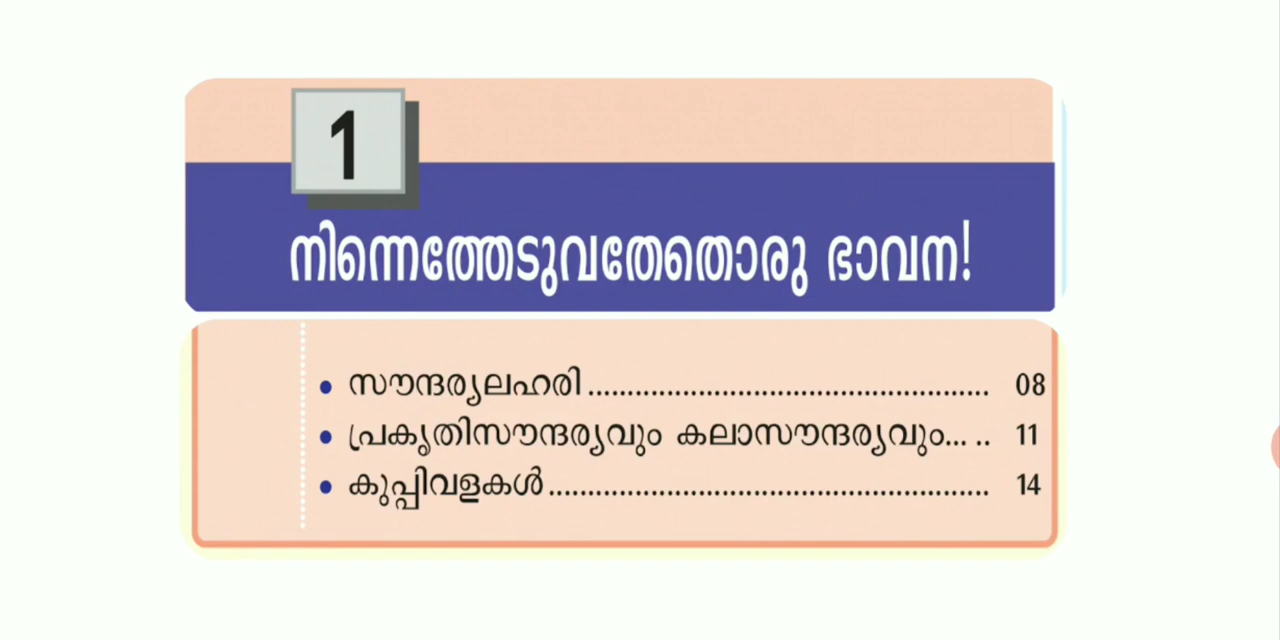 1
നിന്നെത്തേടുവതേതൊരു ഭാവന!
• സൗന്ദര്യലഹരി.................................................. 08
• പ്രകൃതിസൗന്ദര്യവും കലാസൗന്ദര്യവും... .. 11
• കുപ്പിവളകൾ....................................................... 14